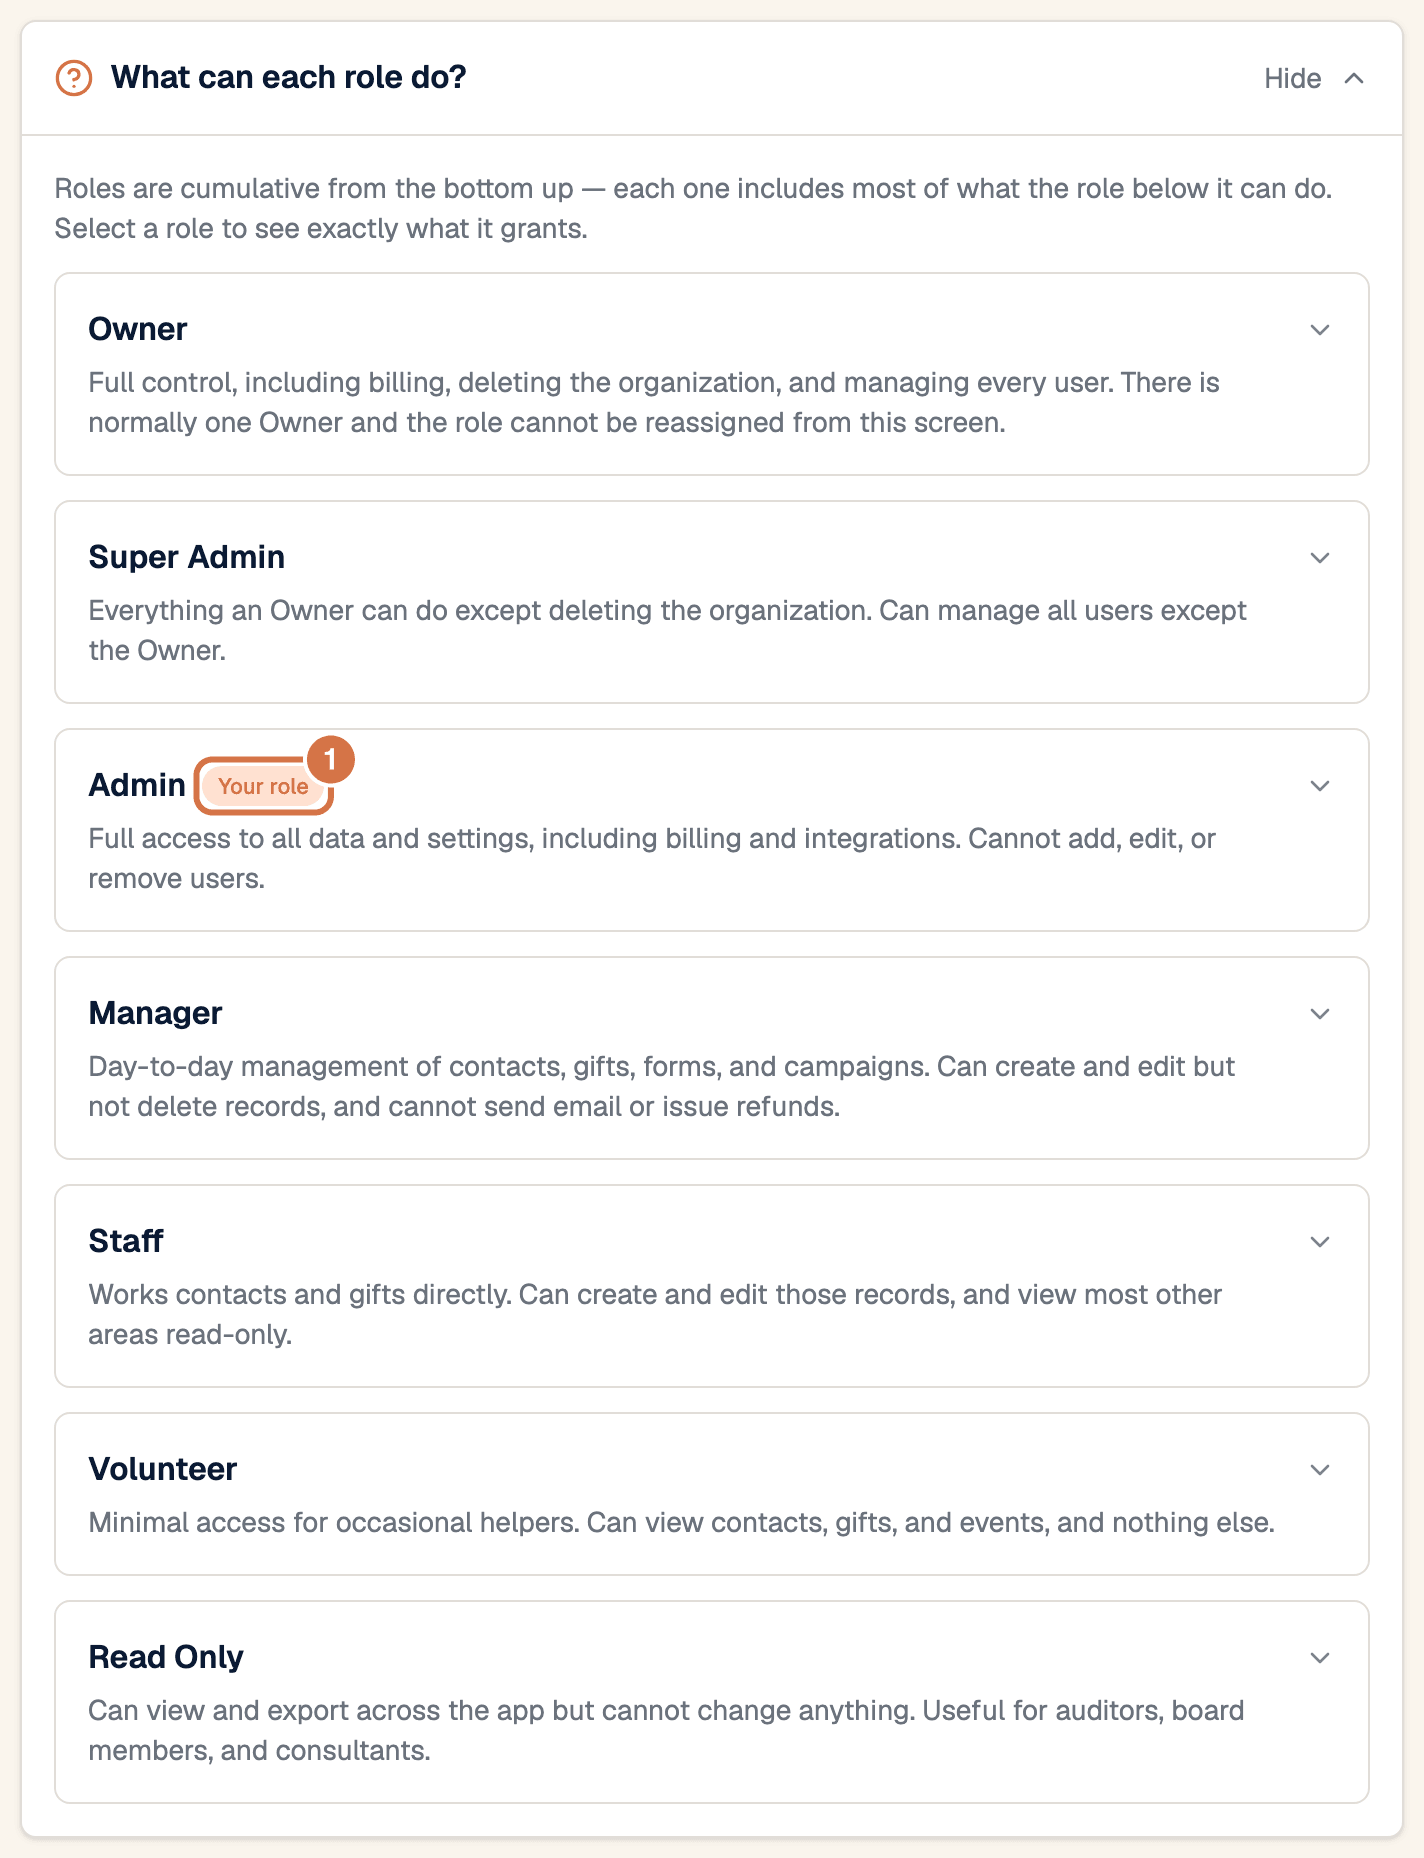 What can each role do?
Hide
Roles are cumulative from the bottom up — each one includes most of what the role below it can do.
Select a role to see exactly what it grants.
Owner
Full control, including billing, deleting the organization, and managing every user. There is
normally one Owner and the role cannot be reassigned from this screen.
Super Admin
Everything an Owner can do except deleting the organization. Can manage all users except
the Owner.
Admin Your role 1
Full access to all data and settings, including billing and integrations. Cannot add, edit, or
remove users.
Manager
Day-to-day management of contacts, gifts, forms, and campaigns. Can create and edit but
not delete records, and cannot send email or issue refunds.
Staff
Works contacts and gifts directly. Can create and edit those records, and view most other
areas read-only.
Volunteer
Minimal access for occasional helpers. Can view contacts, gifts, and events, and nothing else.
Read Only
Can view and export across the app but cannot change anything. Useful for auditors, board
members, and consultants.